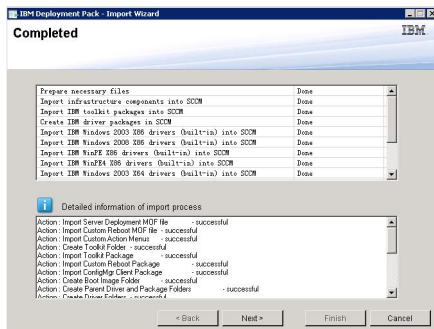 IBM Deployment Pack - Import Wizard
Completed
IBM
Prepare necessary files Done
Import infrastructure components into SCCM Done
Import IBM toolkit packages into SCCM Done
Create IBM driver packages in SCCM Done
Import IBM Windows 2003 X86 drivers (built-in) into SCCM Done
Import IBM Windows 2008 X86 drivers (built-in) into SCCM Done
Import IBM WinPE X86 drivers (built-in) into SCCM Done
Import IBM WinPE4 X86 drivers (built-in) into SCCM Done
Import IBM Windows 2003 X64 drivers (built-in) into SCCM Done
Detailed information of import process
Action : Import Server Deployment MOF file - successful
Action : Import Custom Reboot MOF file - successful
Action : Import Custom Action Menus - successful
Action : Create Toolkit Folder - successful
Action : Import Toolkit Package - successful
Action : Import Custom Reboot Package - successful
Action : Import ConfigMgr Client Package - successful
Action : Create Boot Image Folder - successful
Action : Create Parent Driver and Package Folders - successful
Action : Create Driver Folders - successful
< Back Next > Finish Cancel